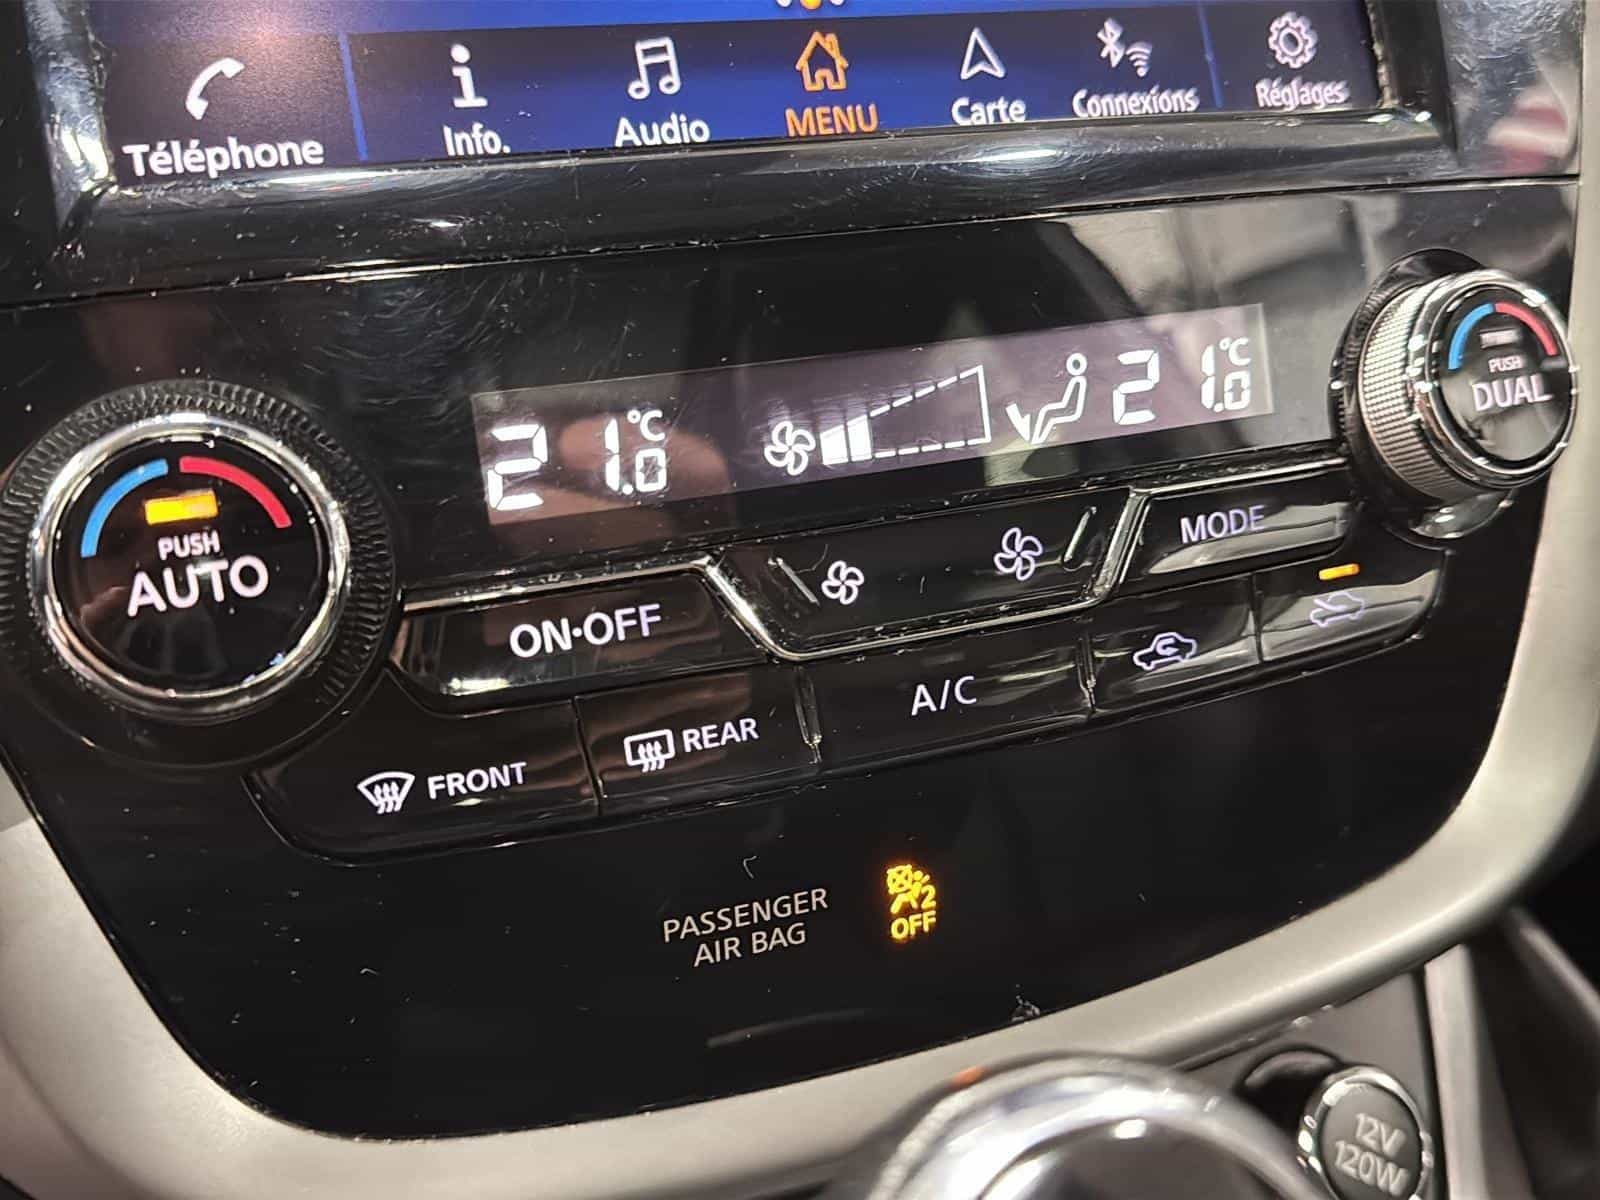 Téléphone
Info.
Audio
MENU
Carte
Connexions
Réglages
21.0 °C
21.0 °C
PUSH
AUTO
PUSH
DUAL
MODE
ON·OFF
A/C
FRONT
REAR
PASSENGER
AIR BAG
2
OFF
12V
120W